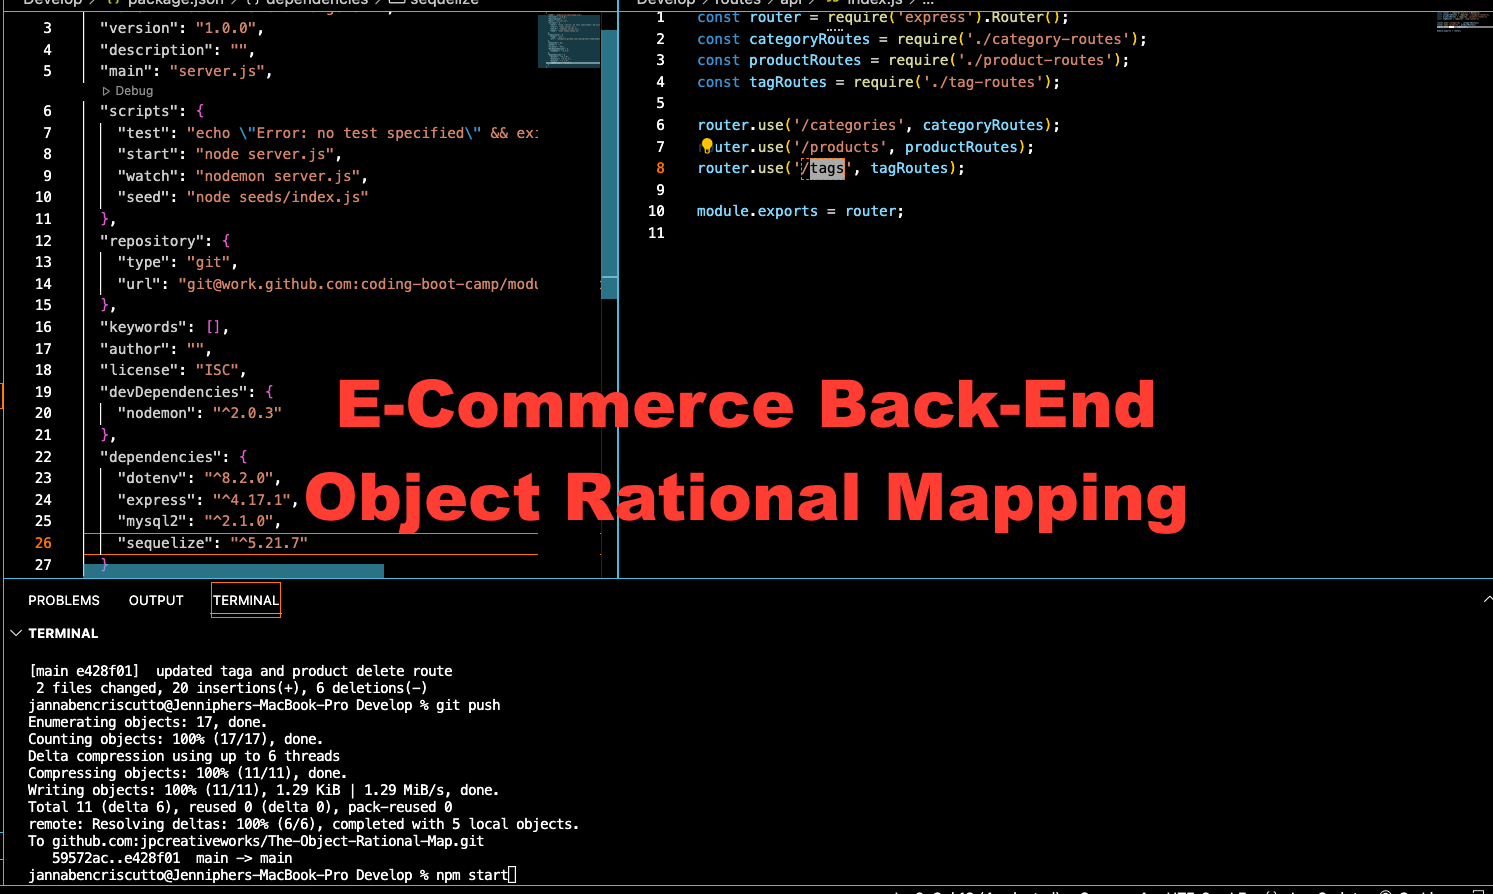 Develop > {} package.json > {} dependencies > sequelize
3 "version": "1.0.0",
4 "description": "",
5 "main": "server.js",
Debug
6 "scripts": {
7 "test": "echo \"Error: no test specified\" && exi
8 "start": "node server.js",
9 "watch": "nodemon server.js",
10 "seed": "node seeds/index.js"
11 },
12 "repository": {
13 "type": "git",
14 "url": "git@work.github.com:coding-boot-camp/modu
15 },
16 "keywords": [],
17 "author": "",
18 "license": "ISC",
19 "devDependencies": {
20 "nodemon": "^2.0.3"
21 },
22 "dependencies": {
23 "dotenv": "^8.2.0",
24 "express": "^4.17.1",
25 "mysql2": "^2.1.0",
26 "sequelize": "^5.21.7"
27 }
Develop > routes > api > JS index.js > ...
1 const router = require('express').Router();
2 const categoryRoutes = require('./category-routes');
3 const productRoutes = require('./product-routes');
4 const tagRoutes = require('./tag-routes');
5
6 router.use('/categories', categoryRoutes);
7 router.use('/products', productRoutes);
8 router.use('/tags', tagRoutes);
9
10 module.exports = router;
11
E-Commerce Back-End
Object Rational Mapping
PROBLEMS OUTPUT TERMINAL
TERMINAL
[main e428f01]  updated taga and product delete route
2 files changed, 20 insertions(+), 6 deletions(-)
jannabencriscutto@Jenniphers-MacBook-Pro Develop % git push
Enumerating objects: 17, done.
Counting objects: 100% (17/17), done.
Delta compression using up to 6 threads
Compressing objects: 100% (11/11), done.
Writing objects: 100% (11/11), 1.29 KiB | 1.29 MiB/s, done.
Total 11 (delta 6), reused 0 (delta 0), pack-reused 0
remote: Resolving deltas: 100% (6/6), completed with 5 local objects.
To github.com:jpcreativeworks/The-Object-Rational-Map.git
59572ac..e428f01  main -> main
jannabencriscutto@Jenniphers-MacBook-Pro Develop % npm start